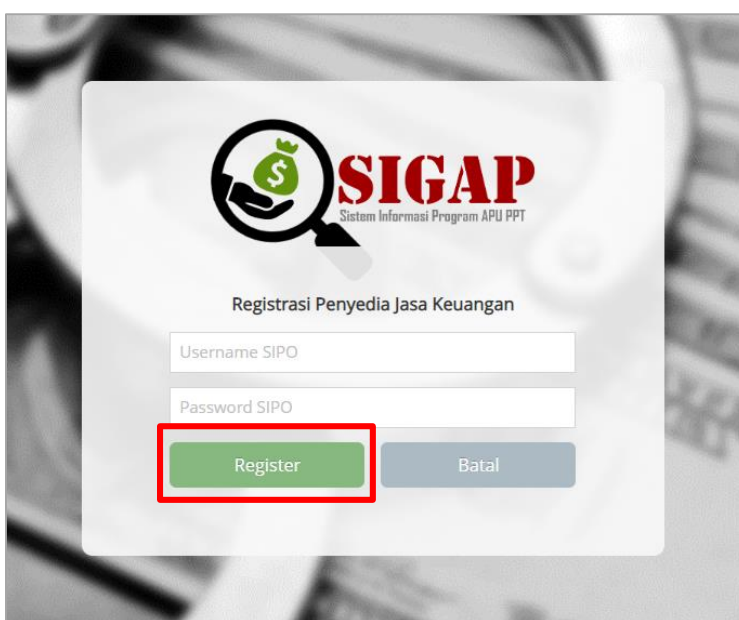 SIGAP
Sistem Informasi Program APU PPT
Registrasi Penyedia Jasa Keuangan
Username SIPO
Password SIPO
Register Batal